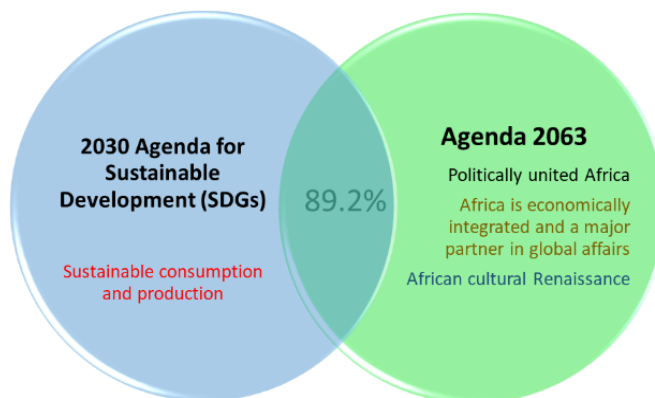 2030 Agenda for
Sustainable
Development (SDGs)
Sustainable consumption
and production
89.2%
Agenda 2063
Politically united Africa
Africa is economically
integrated and a major
partner in global affairs
African cultural Renaissance